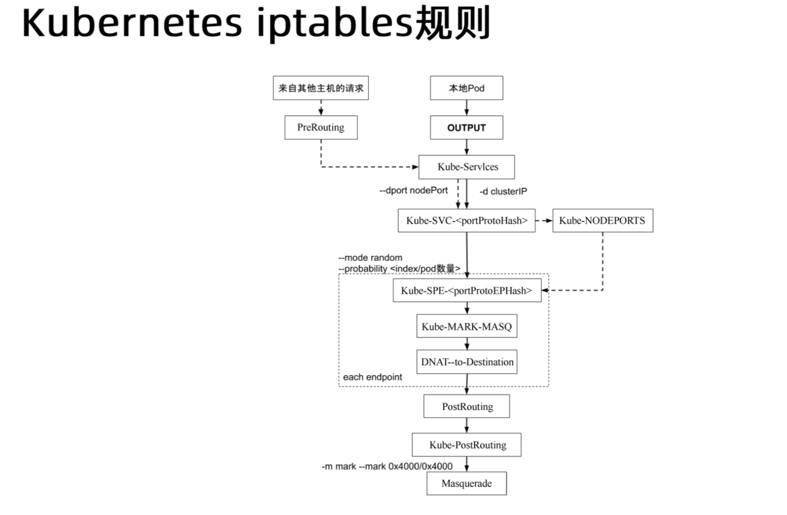 Kubernetes iptables规则
来自其他主机的请求
本地Pod
PreRouting
OUTPUT
Kube-Servlces
--dport nodePort
-d clusterIP
Kube-SVC-<portProtoHash>
Kube-NODEPORTS
--mode random
--probability <index/pod数量>
Kube-SPE-<portProtoEPHash>
Kube-MARK-MASQ
DNAT--to-Destination
each endpoint
PostRouting
Kube-PostRouting
-m mark --mark 0x4000/0x4000
Masquerade